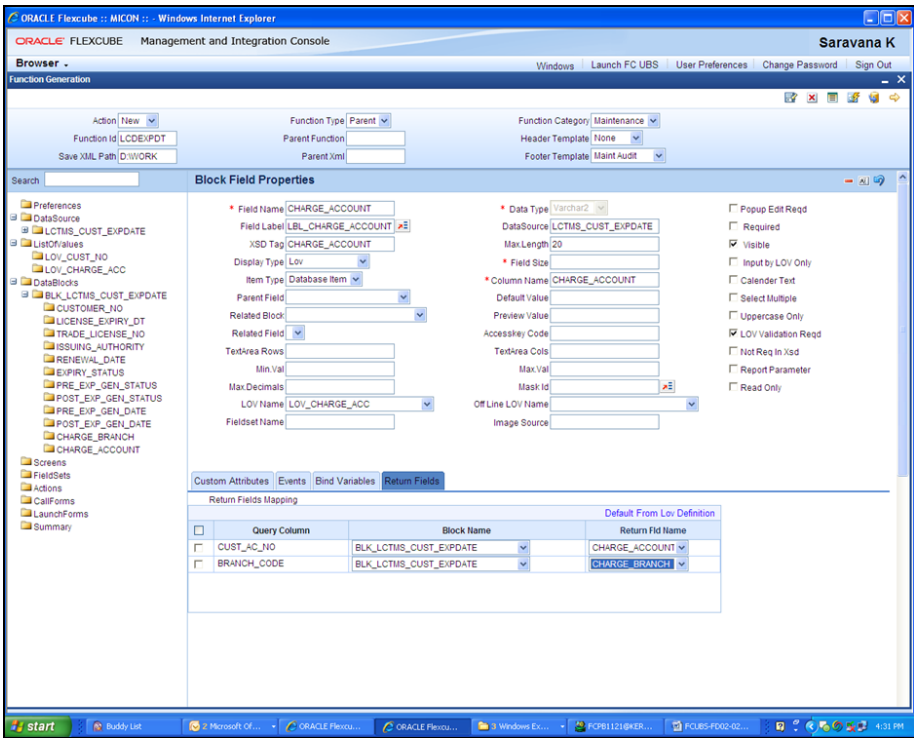 ORACLE Flexcube :: MICON :: - Windows Internet Explorer
ORACLE FLEXCUBE Management and Integration Console
Saravana K
Browser
Windows Launch FC UBS User Preferences Change Password Sign Out
Function Generation
Action New Function Type Parent Function Category Maintenance
Function Id LCDEXPDT Parent Function Header Template None
Save XML Path D:\WORK Parent Xml Footer Template Maint Audit
Search
Preferences
DataSource
LCTMS_CUST_EXPDATE
ListOfValues
LOV_CUST_NO
LOV_CHARGE_ACC
DataBlocks
BLK_LCTMS_CUST_EXPDATE
CUSTOMER_NO
LICENSE_EXPIRY_DT
TRADE_LICENSE_NO
ISSUING_AUTHORITY
RENEWAL_DATE
EXPIRY_STATUS
PRE_EXP_GEN_STATUS
POST_EXP_GEN_STATUS
PRE_EXP_GEN_DATE
POST_EXP_GEN_DATE
CHARGE_BRANCH
CHARGE_ACCOUNT
Screens
FieldSets
Actions
CallForms
LaunchForms
Summary
Block Field Properties
* Field Name CHARGE_ACCOUNT * Data Type Varchar2 Popup Edit Reqd
Field Label LBL_CHARGE_ACCOUNT DataSource LCTMS_CUST_EXPDATE Required
XSD Tag CHARGE_ACCOUNT Max.Length 20 Visible
Display Type Lov * Field Size Input by LOV Only
Item Type Database Item * Column Name CHARGE_ACCOUNT Calender Text
Parent Field Default Value Select Multiple
Related Block Preview Value Uppercase Only
Related Field Accesskey Code LOV Validation Reqd
TextArea Rows TextArea Cols Not Req In Xsd
Min.Val Max.Val Report Parameter
Max.Decimals Mask Id Read Only
LOV Name LOV_CHARGE_ACC Off Line LOV Name
Fieldset Name Image Source
Custom Attributes Events Bind Variables Return Fields
Return Fields Mapping
Default From Lov Definition
Query Column Block Name Return Fld Name
CUST_AC_NO BLK_LCTMS_CUST_EXPDATE CHARGE_ACCOUNT
BRANCH_CODE BLK_LCTMS_CUST_EXPDATE CHARGE_BRANCH
start Buddy List 2 Microsoft Of... ORACLE Flexcu... ORACLE Flexcu... 3 Windows Ex... FCPB1121@KER... FCUBS-FD02-02... 4:31 PM